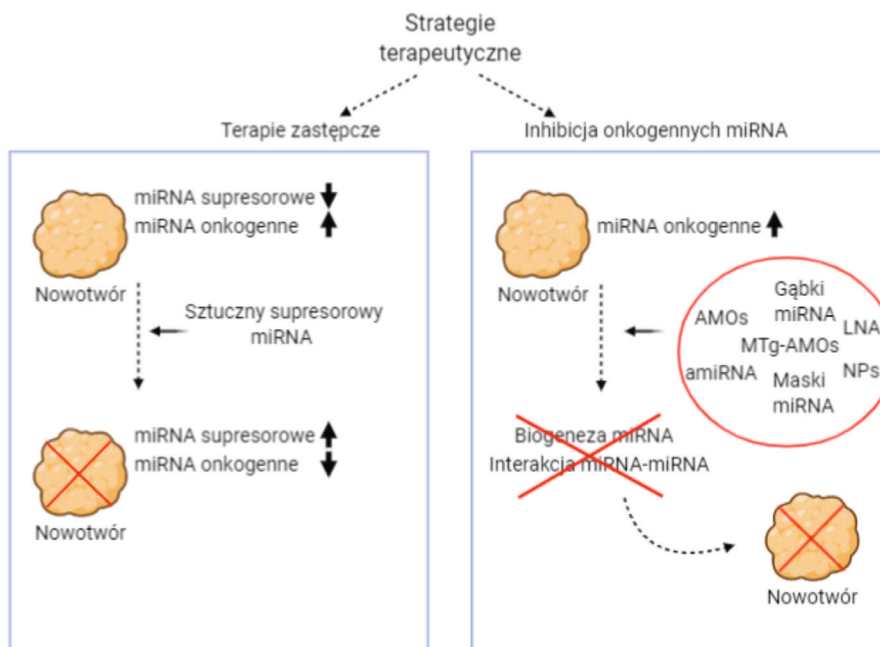 Strategie
terapeutyczne
Terapie zastępcze
Inhibicja onkogennych miRNA
miRNA supresorowe
miRNA onkogenne
Nowotwór
Sztuczny supresorowy
miRNA
miRNA supresorowe
miRNA onkogenne
Nowotwór
miRNA onkogenne
Nowotwór
Gąbki
miRNA
AMOs
LNA
MTg-AMOs
amiRNA
NPs
Maski
miRNA
Biogeneza miRNA
Interakcja miRNA-miRNA
Nowotwór